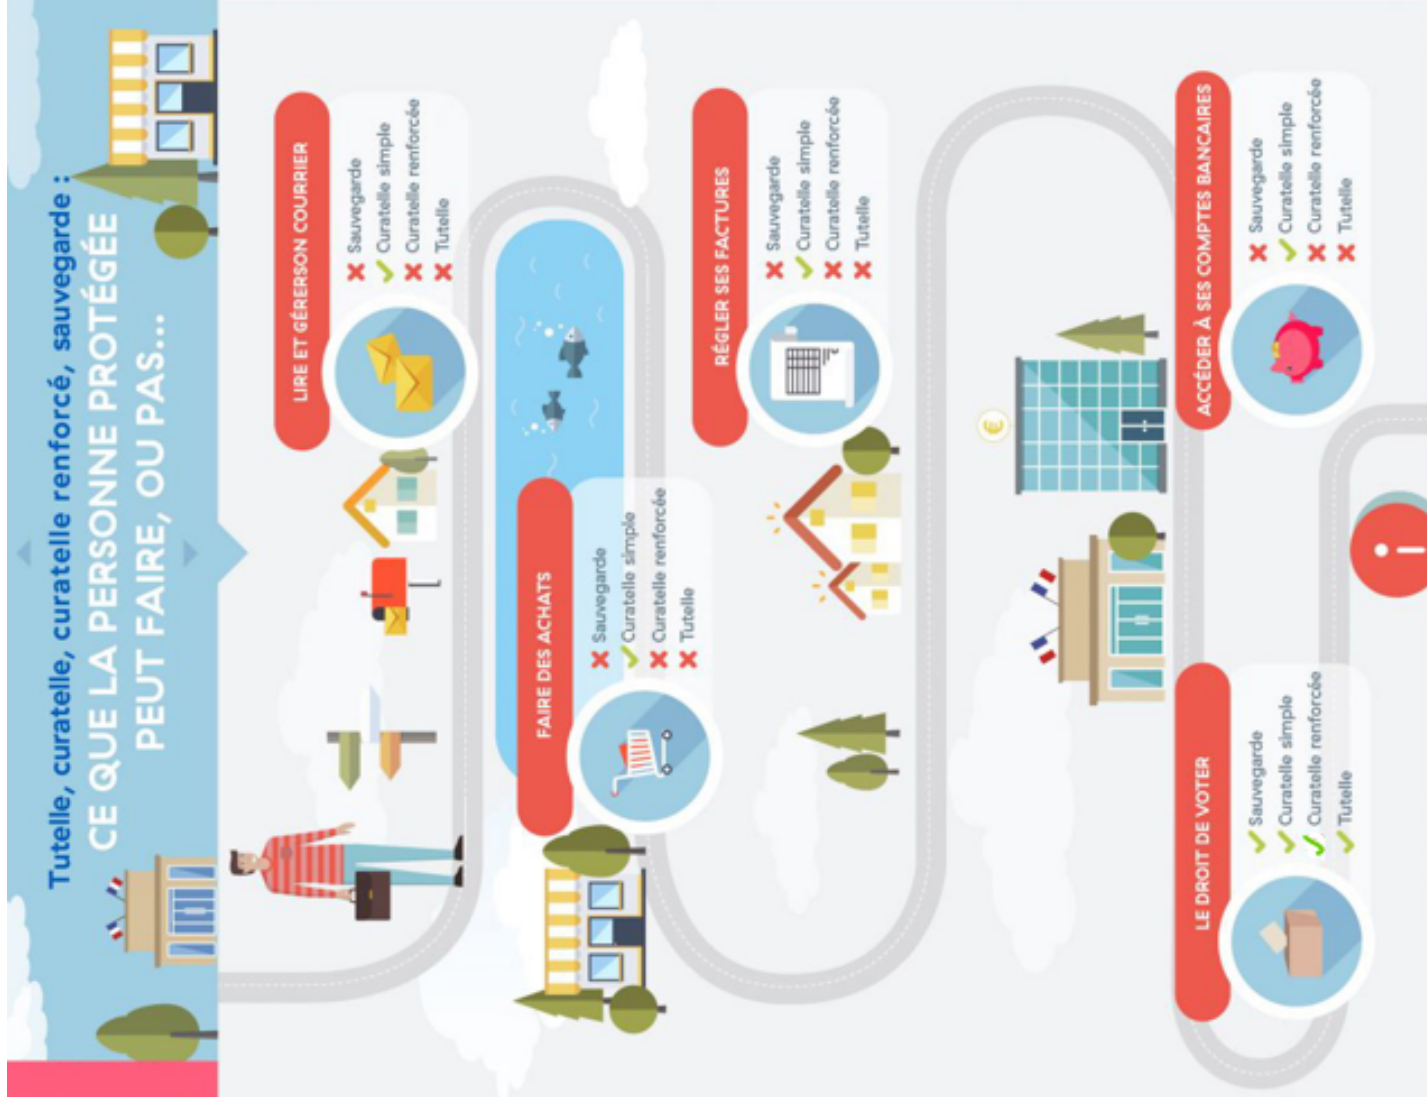 Tutelle, curatelle, curatelle renforcé, sauvegarde :
CE QUE LA PERSONNE PROTÉGÉE
PEUT FAIRE, OU PAS...
LIRE ET GÉRERSON COURRIER
Sauvegarde
Curatelle simple
Curatelle renforcée
Tutelle
FAIRE DES ACHATS
Sauvegarde
Curatelle simple
Curatelle renforcée
Tutelle
RÉGLER SES FACTURES
Sauvegarde
Curatelle simple
Curatelle renforcée
Tutelle
€
ACCÉDER À SES COMPTES BANCAIRES
Sauvegarde
Curatelle simple
Curatelle renforcée
Tutelle
LE DROIT DE VOTER
Sauvegarde
Curatelle simple
Curatelle renforcée
Tutelle